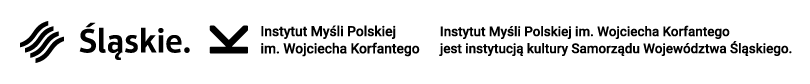 Śląskie.
Instytut Myśli Polskiej
im. Wojciecha Korfantego
Instytut Myśli Polskiej im. Wojciecha Korfantego
jest instytucją kultury Samorządu Województwa Śląskiego.